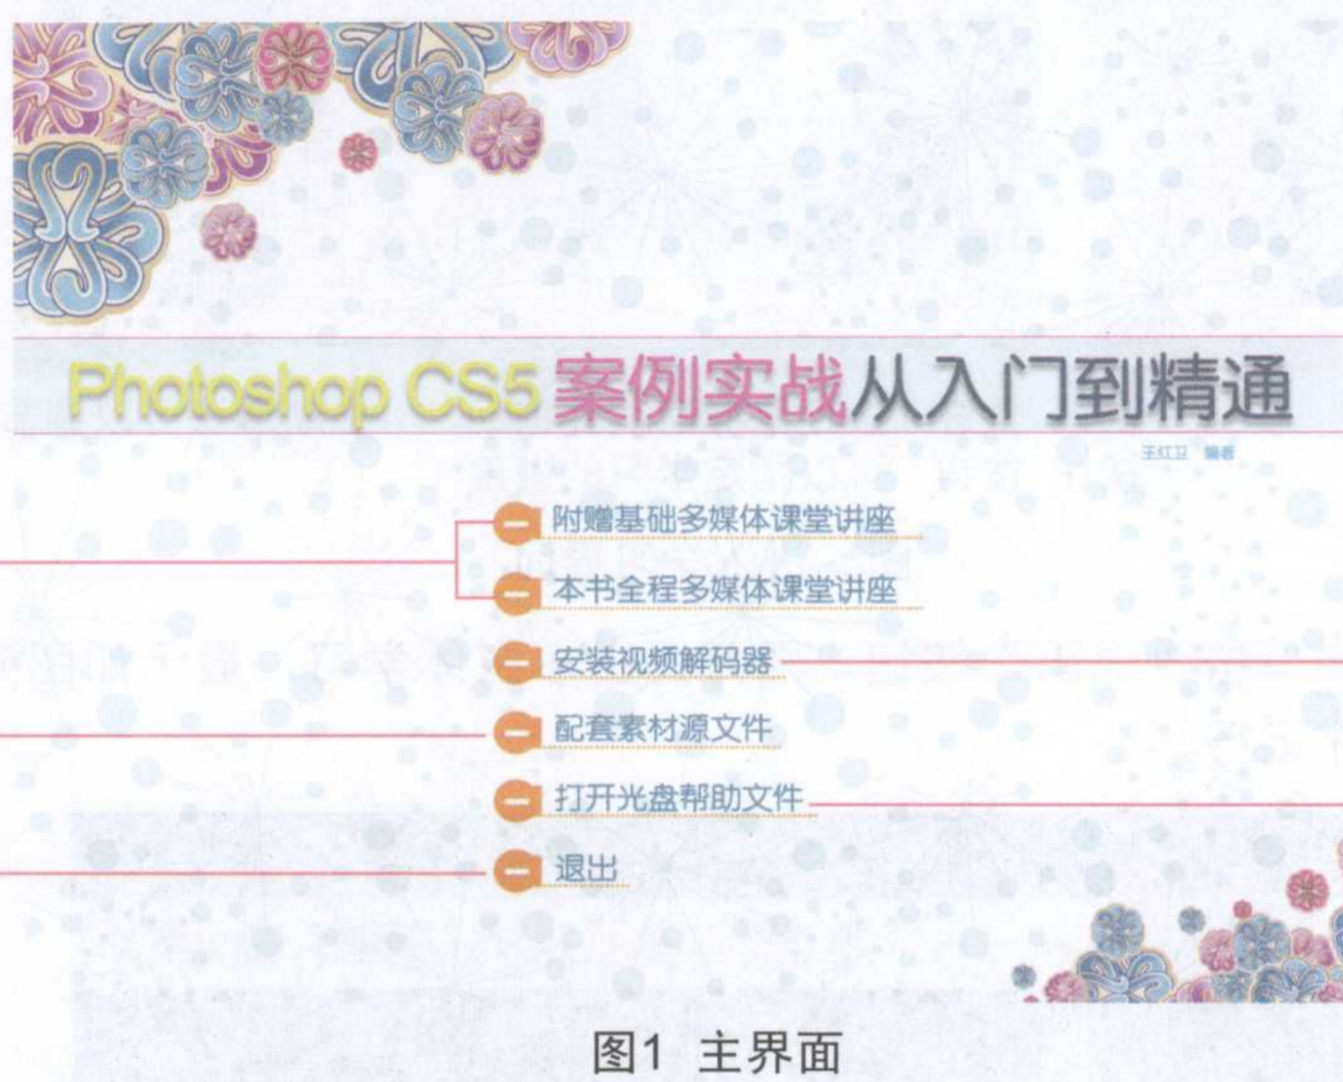 Photoshop CS5 案例实战从入门到精通
王红卫 编著
附赠基础多媒体课堂讲座
本书全程多媒体课堂讲座
安装视频解码器
配套素材源文件
打开光盘帮助文件
退出
图1 主界面